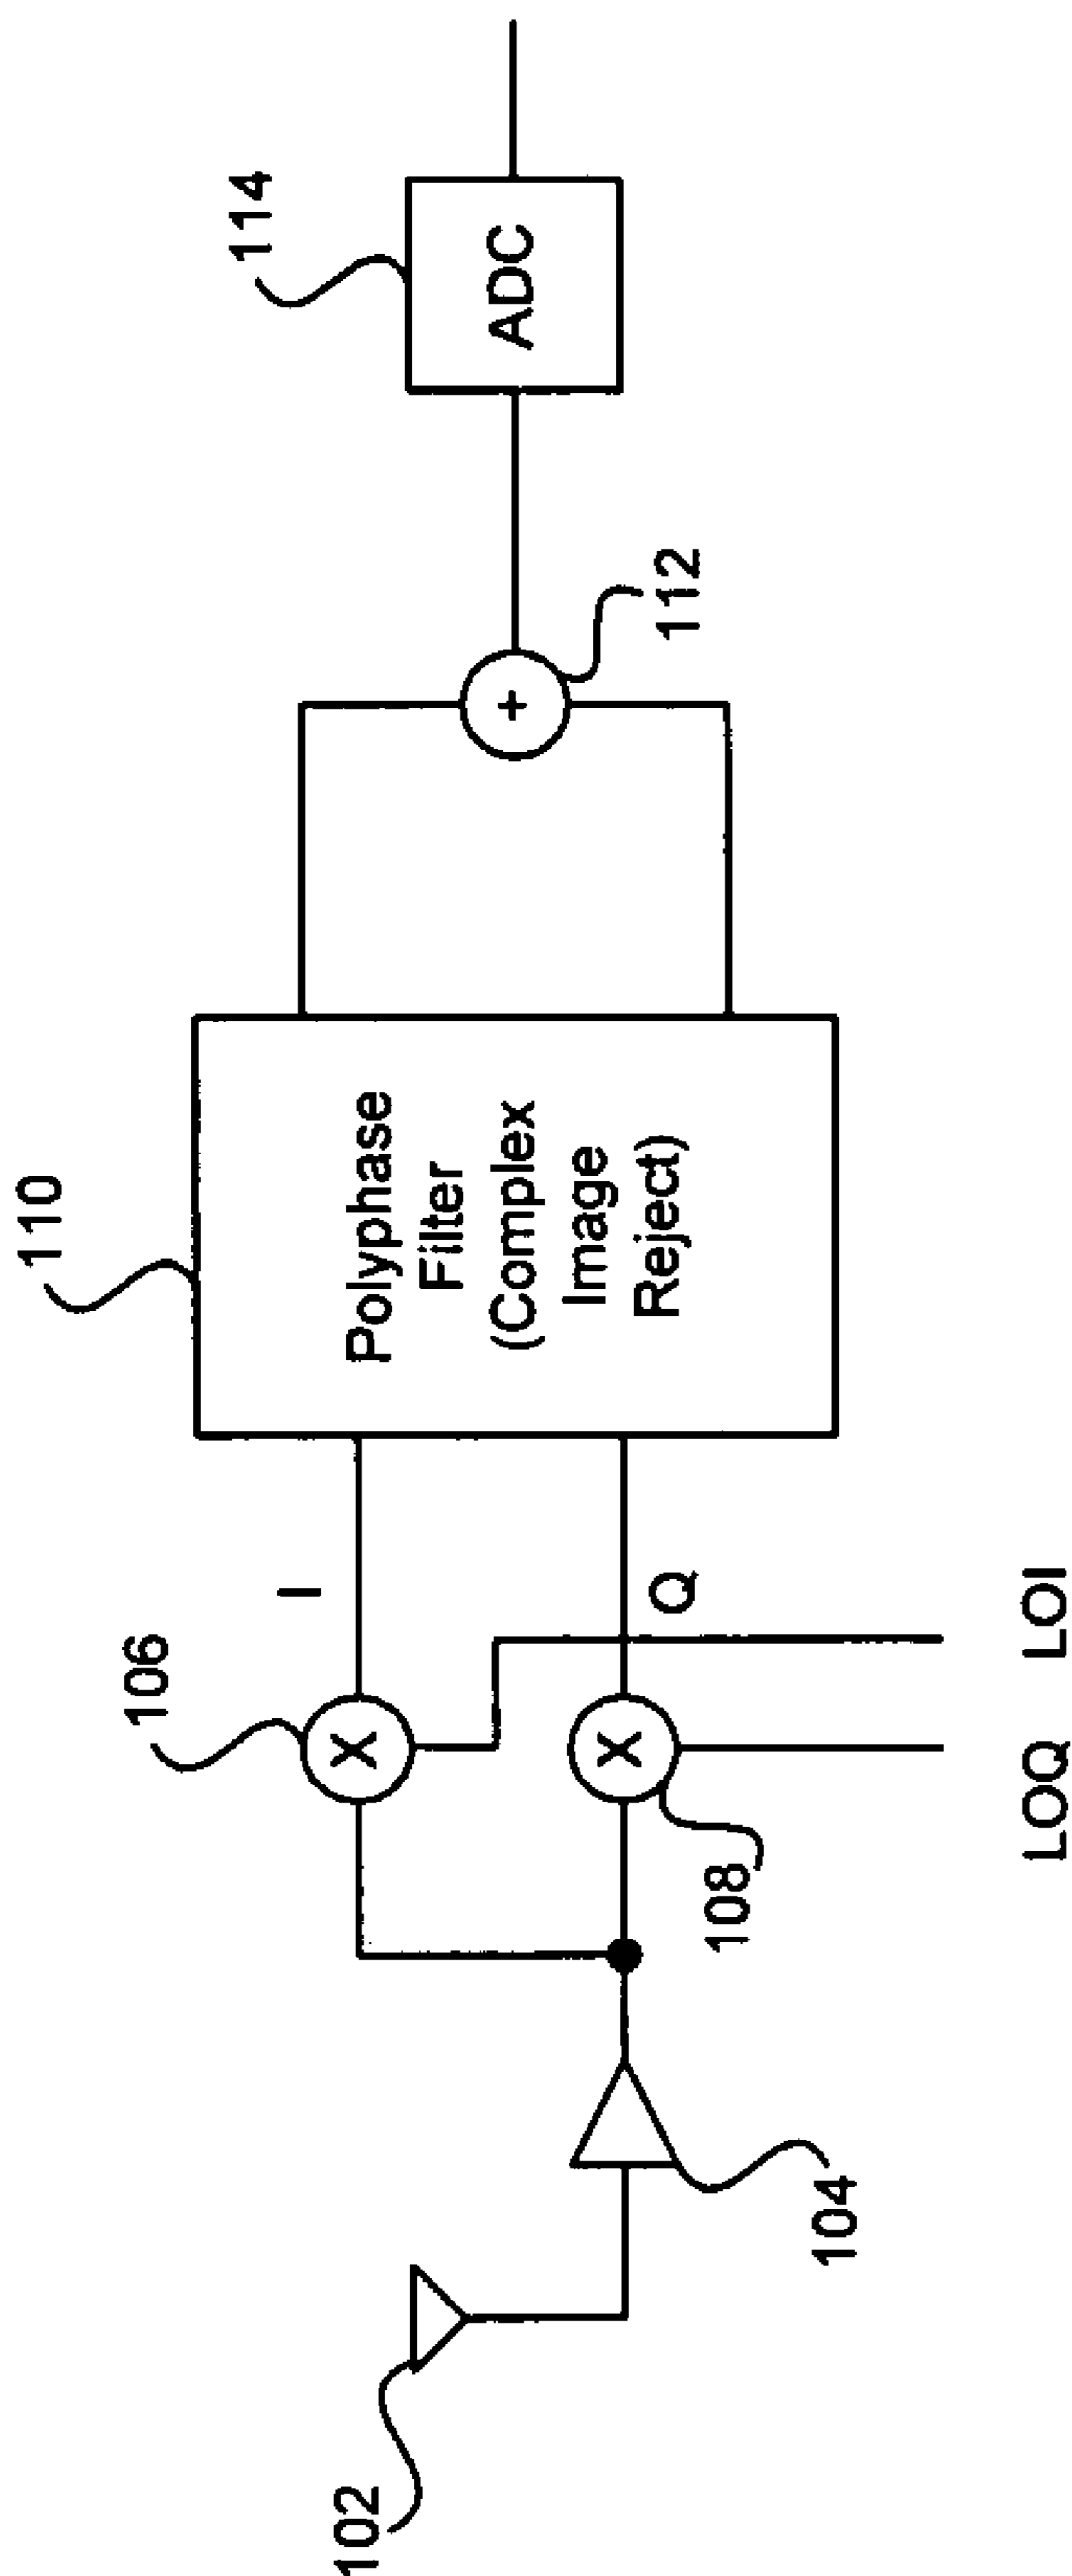 102
104
106
X
108
X
LOQ
LOI
I
Q
110
Polyphase
Filter
(Complex
Image
Reject)
+
112
114
ADC